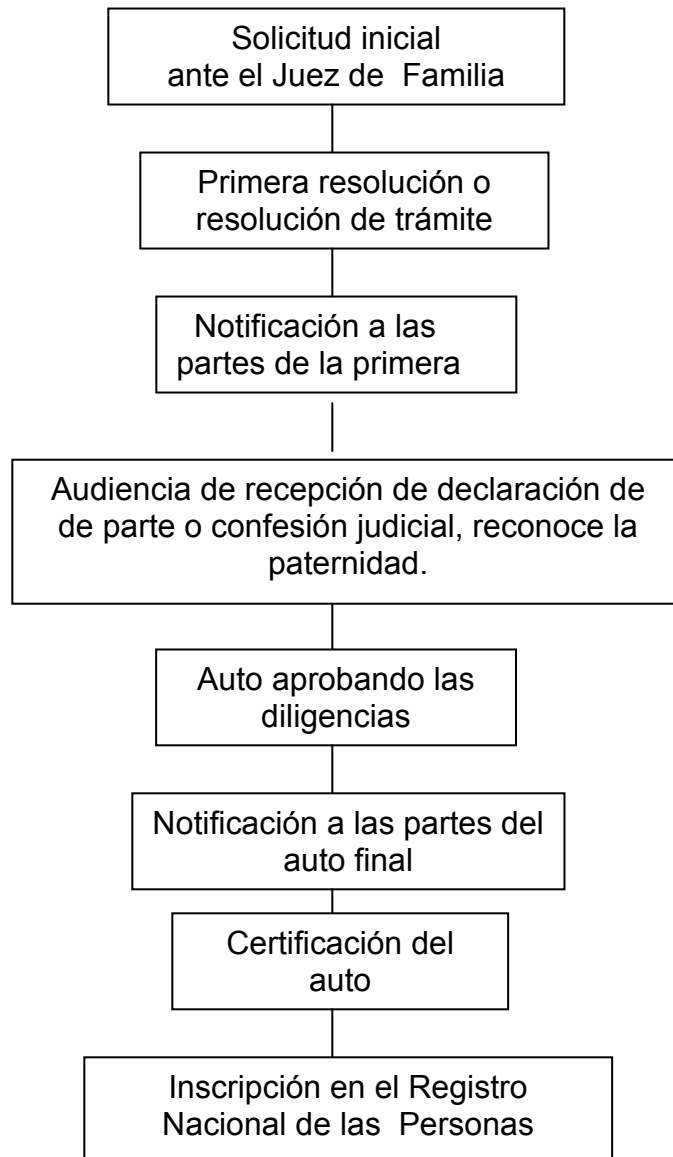 Solicitud inicial
ante el Juez de  Familia
Primera resolución o
resolución de trámite
Notificación a las
partes de la primera
Audiencia de recepción de declaración de
de parte o confesión judicial, reconoce la
paternidad.
Auto aprobando las
diligencias
Notificación a las partes del
auto final
Certificación del
auto
Inscripción en el Registro
Nacional de las  Personas